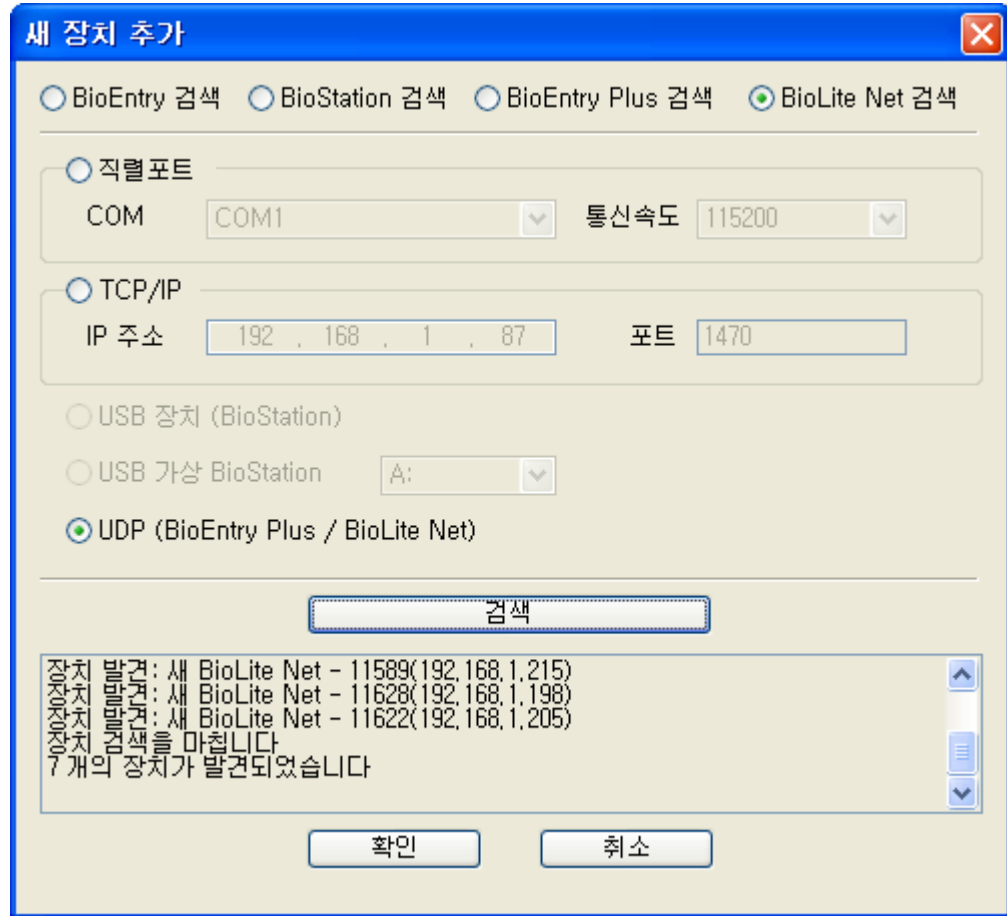 새 장치 추가
BioEntry 검색 BioStation 검색 BioEntry Plus 검색 BioLite Net 검색
직렬포트
COM COM1 통신속도 115200
TCP/IP
IP 주소 192 . 168 . 1 . 87 포트 1470
USB 장치 (BioStation)
USB 가상 BioStation A:
UDP (BioEntry Plus / BioLite Net)
검색
장치 발견: 새 BioLite Net - 11589(192,168,1,215)
장치 발견: 새 BioLite Net - 11628(192,168,1,198)
장치 발견: 새 BioLite Net - 11622(192,168,1,205)
장치 검색을 마칩니다
7 개의 장치가 발견되었습니다
확인 취소